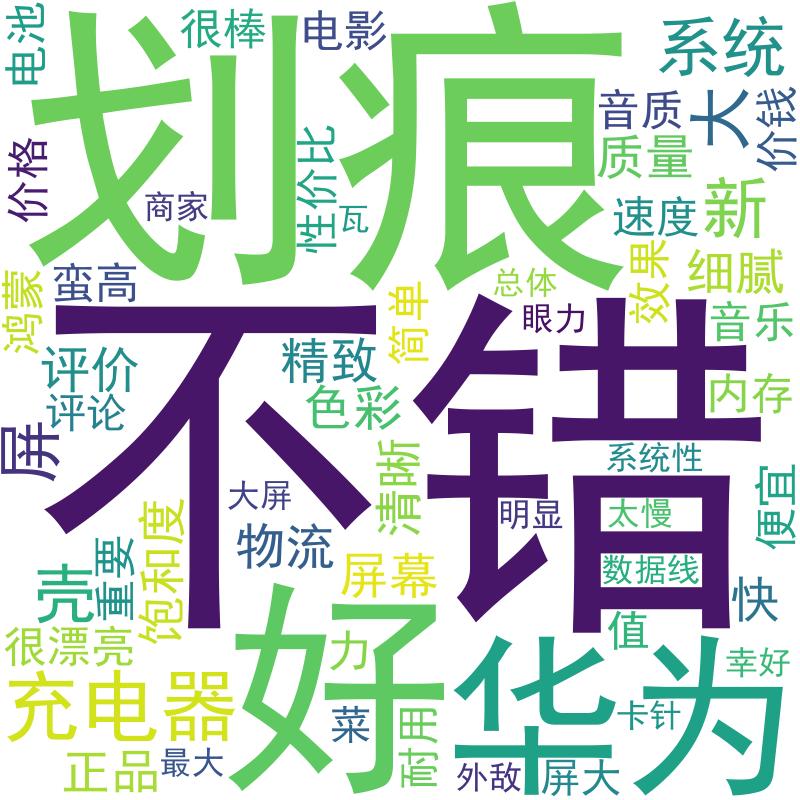 电池
很棒
电影
系统
划痕
音质
大
价钱
质量
价格
商家
性价比
瓦
速度
新
鸿蒙
蛮高
总体
效果
细腻
简单
眼力
音乐
不错
评价
精致
评论
色彩
内存
屏
清晰
系统性
大屏
明显
太慢
便宜
饱和度
物流
数据线
壳
重要
屏幕
快
好
值
很漂亮
力
华为
幸好
充电器
菜
耐用
卡针
正品
最大
外敌
屏大